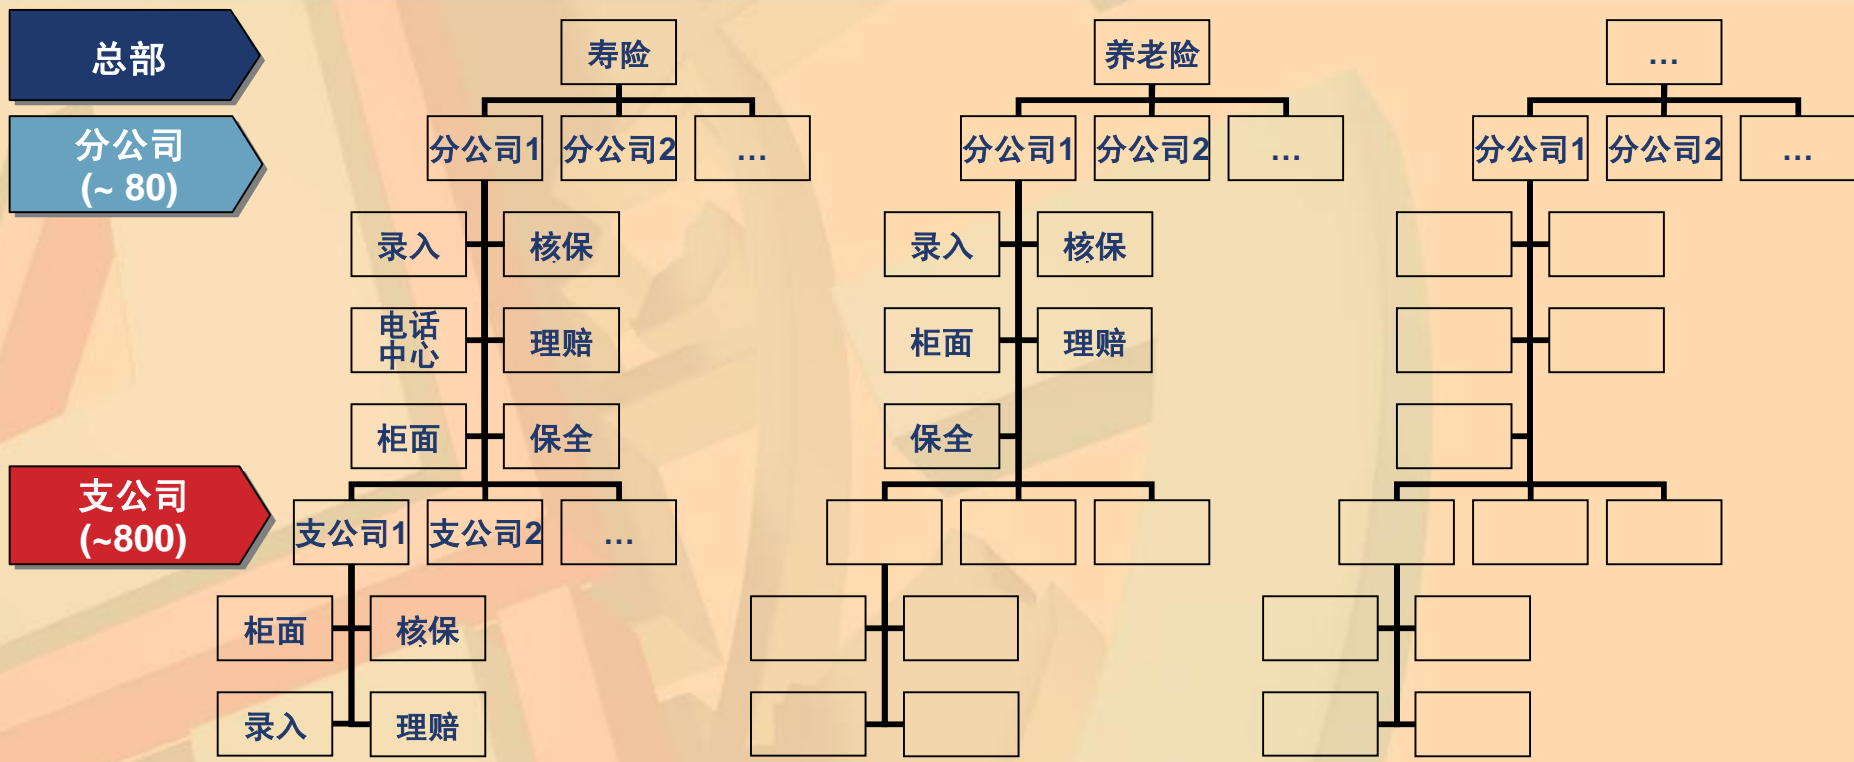 总部
寿险
养老险
...
分公司
(~ 80)
分公司1
分公司2
...
分公司1
分公司2
...
分公司1
分公司2
...
录入
核保
录入
核保
电话
中心
理赔
柜面
理赔
柜面
保全
保全
支公司
(~800)
支公司1
支公司2
...
柜面
核保
录入
理赔